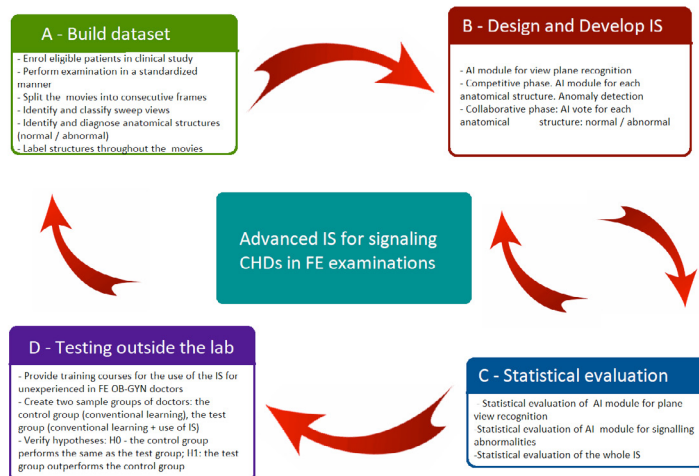 A - Build dataset
- Enrol eligible patients in clinical study
- Perform examination in a standardized
manner
- Split the movies into consecutive frames
- Identify and classify sweep views
- Identify and diagnose anatomical structures
(normal / abnormal)
- Label structures throughout the movies
B - Design and Develop IS
- AI module for view plane recognition
- Competitive phase. AI module for each
anatomical structure. Anomaly detection
- Collaborative phase: AI vote for each
anatomical structure: normal / abnormal
Advanced IS for signaling
CHDs in FE examinations
D - Testing outside the lab
- Provide training courses for the use of the IS for
unexperienced in FE OB-GYN doctors
- Create two sample groups of doctors: the
control group (conventional learning), the test
group (conventional learning + use of IS)
- Verify hypotheses: H0 - the control group
performs the same as the test group; H1: the test
group outperforms the control group
C - Statistical evaluation
- Statistical evaluation of AI module for plane
view recognition
-Statistical evaluation of AI module for signalling
abnormalities
-Statistical evaluation of the whole IS